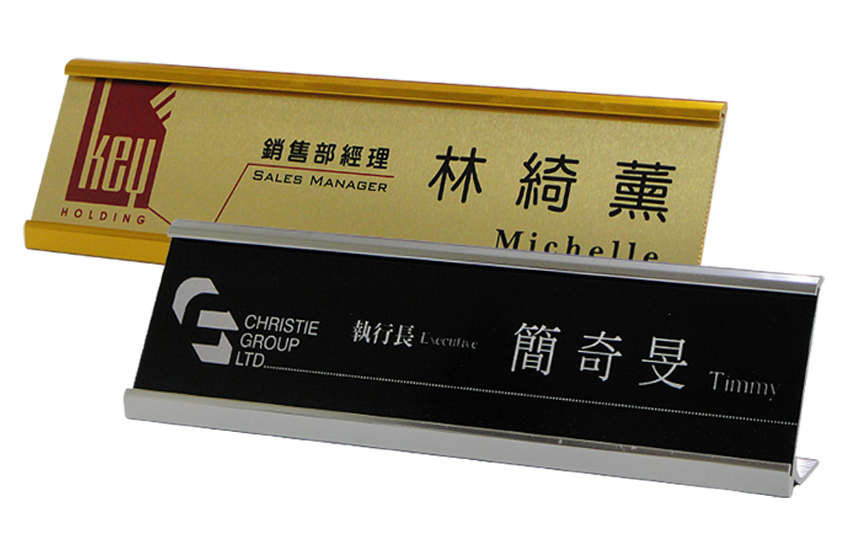 key
HOLDING
銷售部經理
SALES MANAGER
林綺薰
Michelle
CHRISTIE
GROUP
LTD
執行長 Executive
簡奇旻 Timmy